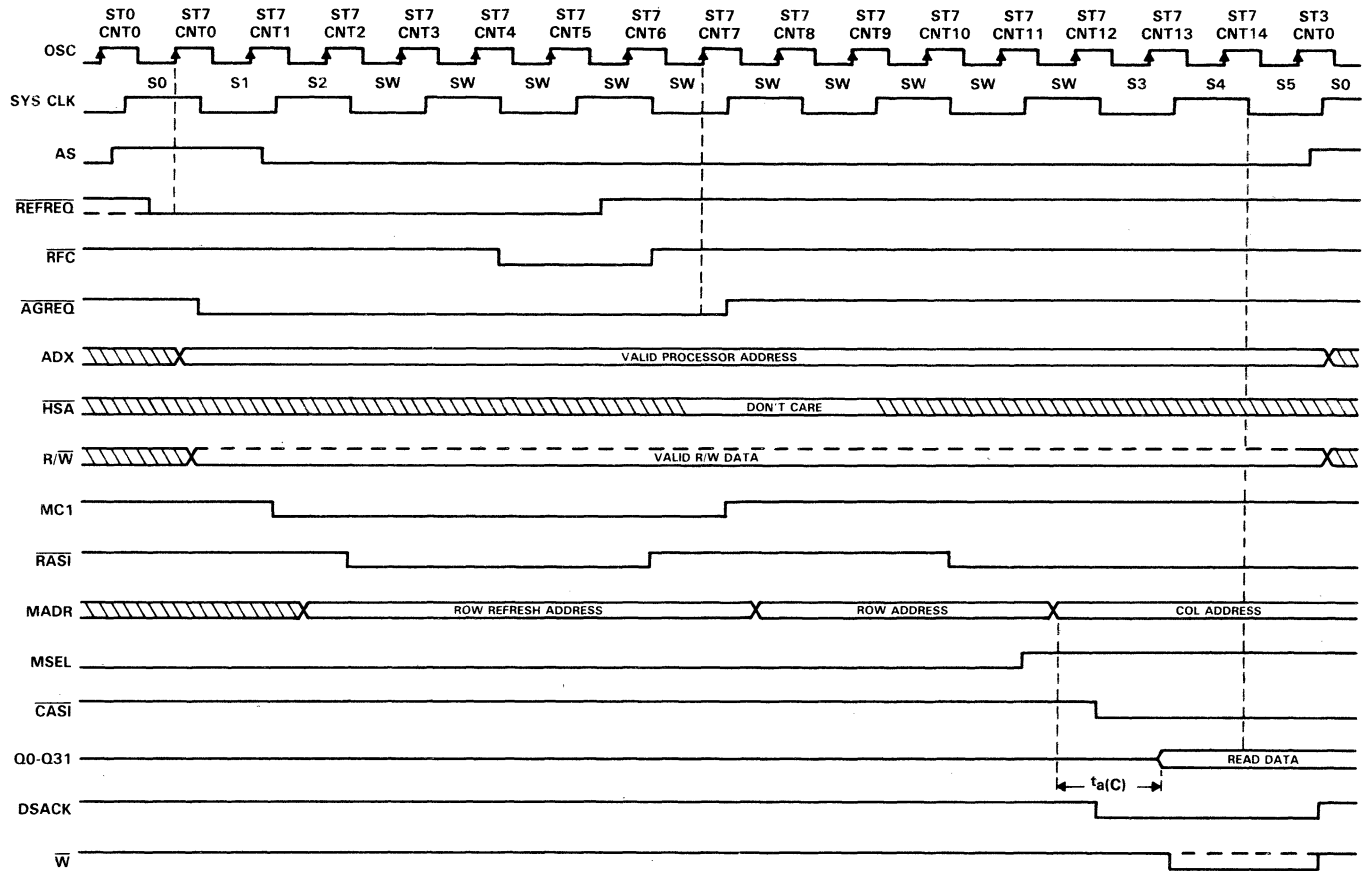 ST0 ST7 ST7 ST7 ST7 ST7 ST7 ST7 ST7 ST7 ST7 ST7 ST7 ST7 ST7 ST7 ST3
CNT0 CNT0 CNT1 CNT2 CNT3 CNT4 CNT5 CNT6 CNT7 CNT8 CNT9 CNT10 CNT11 CNT12 CNT13 CNT14 CNT0
OSC
S0 S1 S2 SW SW SW SW SW SW SW SW SW SW S3 S4 S5 S0
SYS CLK
AS
REFREQ
RFC
AGREQ
ADX VALID PROCESSOR ADDRESS
HSA DON'T CARE
R/W VALID R/W DATA
MC1
RASI
MADR ROW REFRESH ADDRESS ROW ADDRESS COL ADDRESS
MSEL
CASI
Q0-Q31 READ DATA
ta(C)
DSACK
W